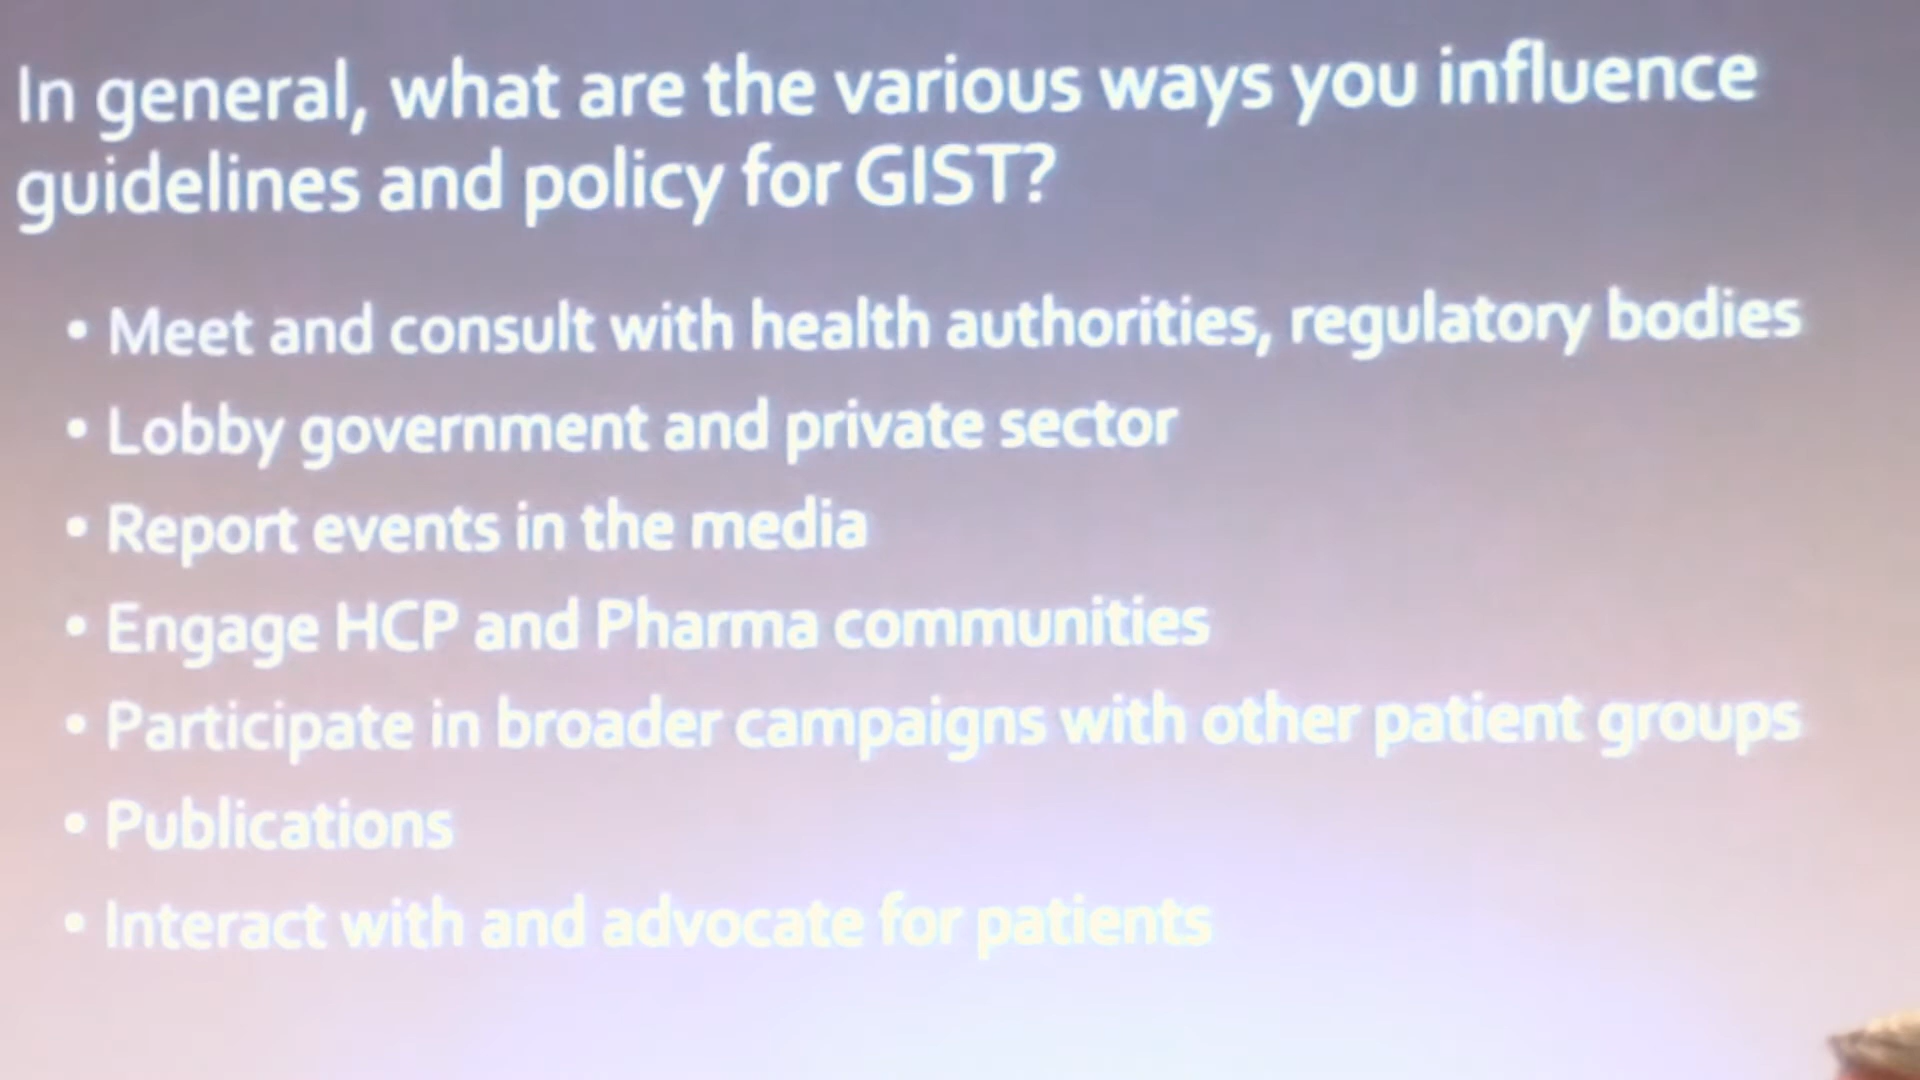 In general, what are the various ways you influence
guidelines and policy for GIST?
• Meet and consult with health authorities, regulatory bodies
• Lobby government and private sector
• Report events in the media
• Engage HCP and Pharma communities
• Participate in broader campaigns with other patient groups
• Publications
• Interact with and advocate for patients